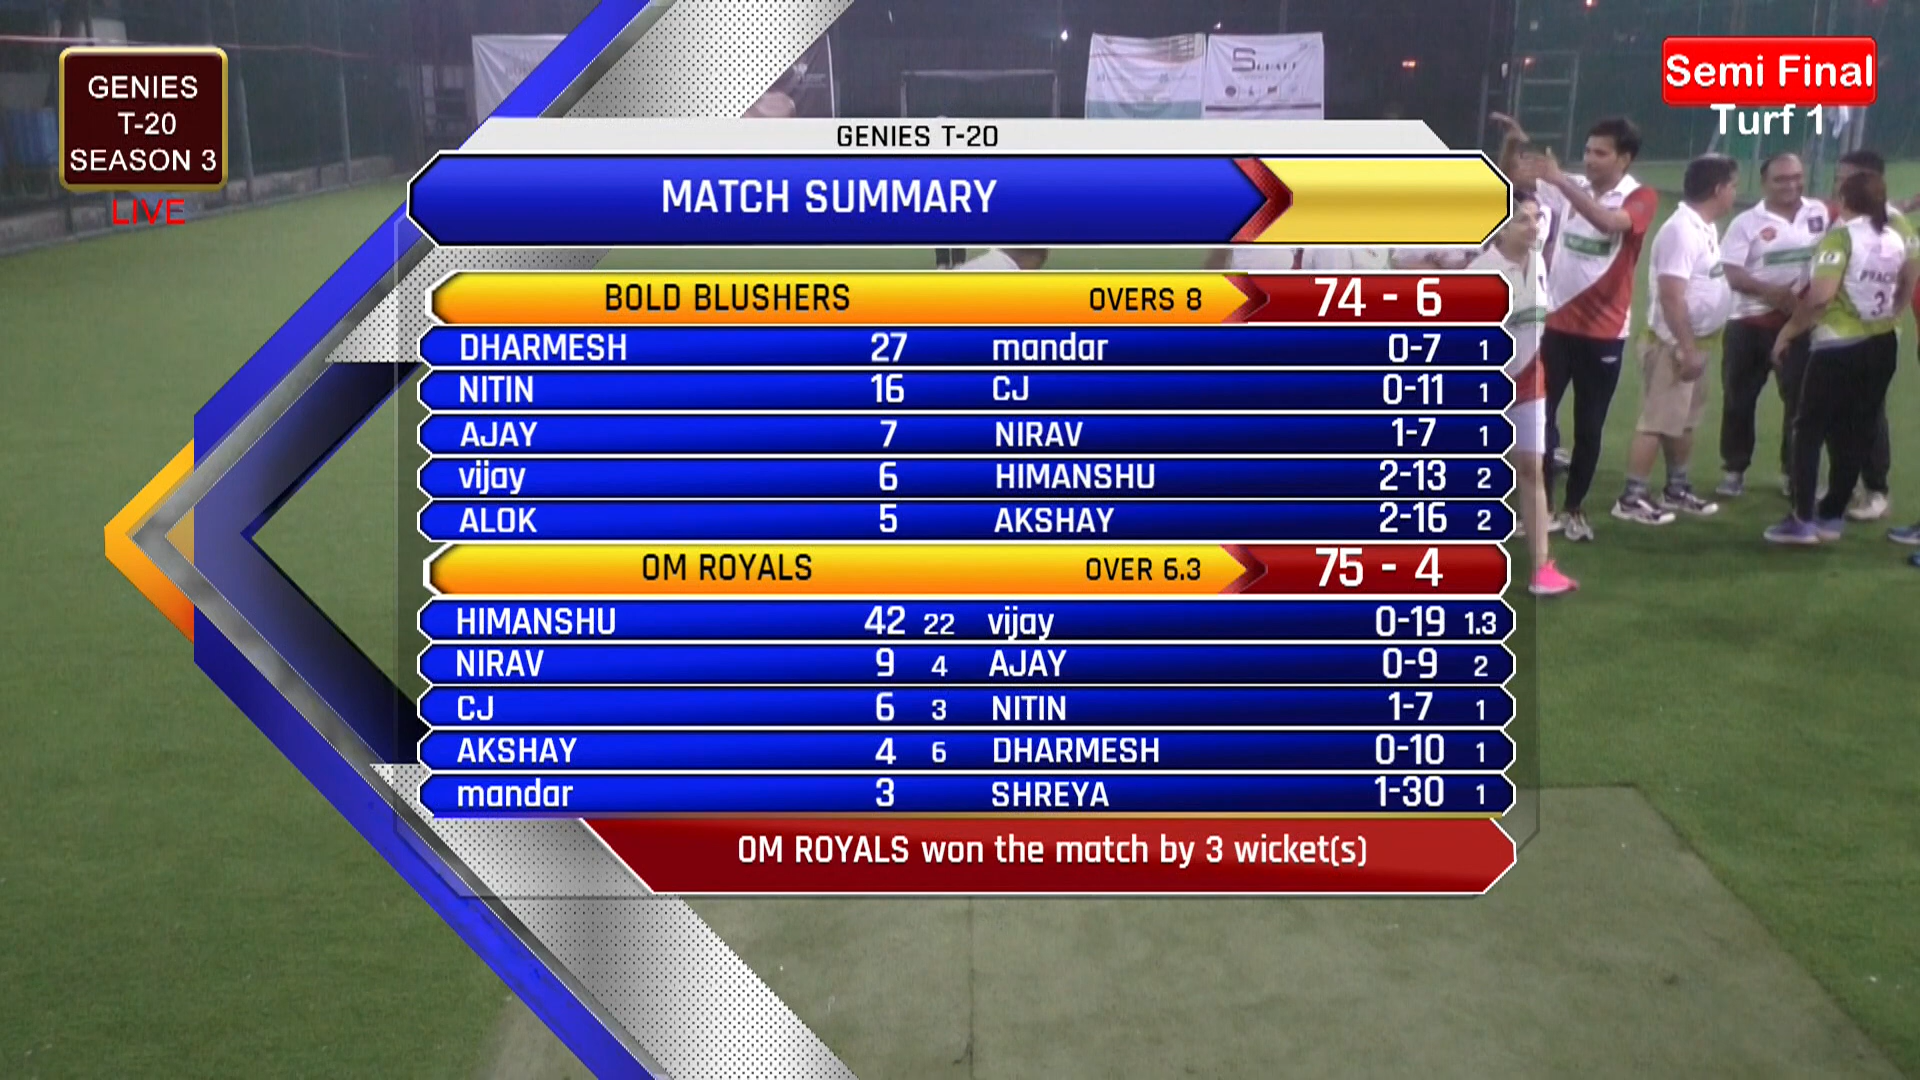 GENIES
T-20
SEASON 3
LIVE
Semi Final
Turf 1
GENIES T-20
MATCH SUMMARY
BOLD BLUSHERS OVERS 8 74 - 6
DHARMESH 27 mandar 0-7 1
NITIN 16 CJ 0-11 1
AJAY 7 NIRAV 1-7 1
vijay 6 HIMANSHU 2-13 2
ALOK 5 AKSHAY 2-16 2
OM ROYALS OVER 6.3 75 - 4
HIMANSHU 42 22 vijay 0-19 1.3
NIRAV 9 4 AJAY 0-9 2
CJ 6 3 NITIN 1-7 1
AKSHAY 4 6 DHARMESH 0-10 1
mandar 3 SHREYA 1-30 1
OM ROYALS won the match by 3 wicket(s)
3